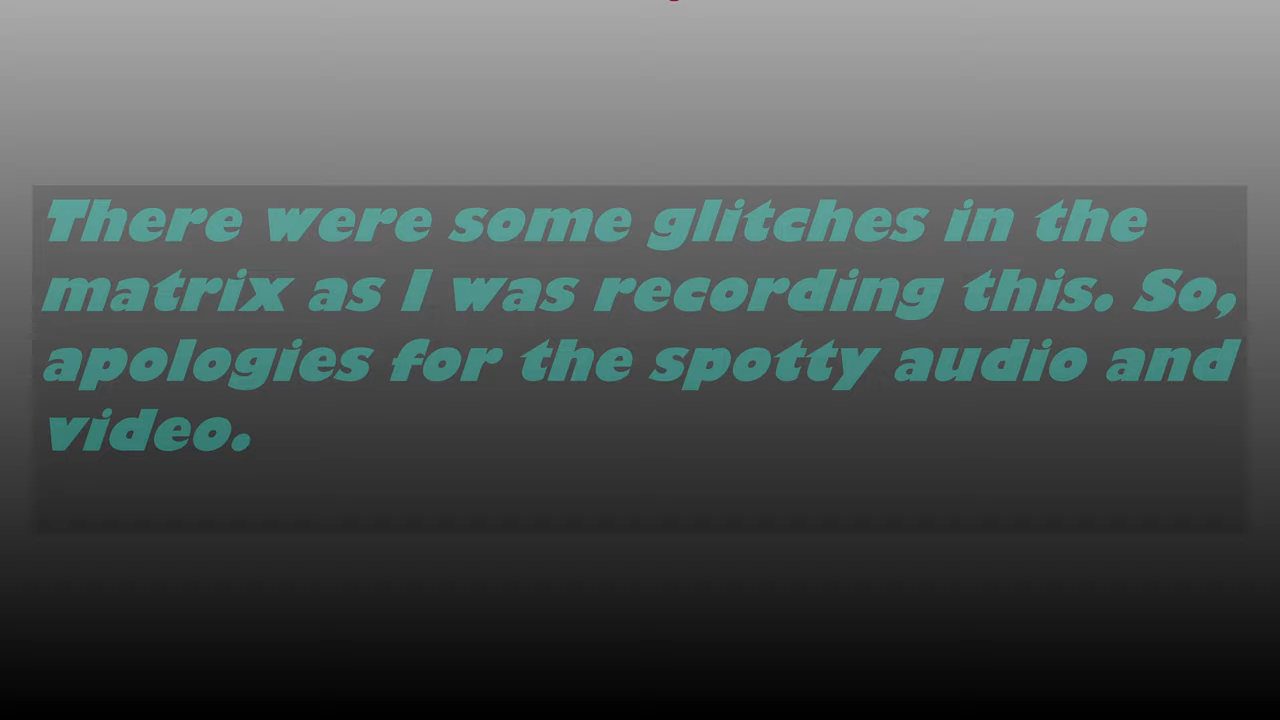 There were some glitches in the
matrix as I was recording this. So,
apologies for the spotty audio and
video.